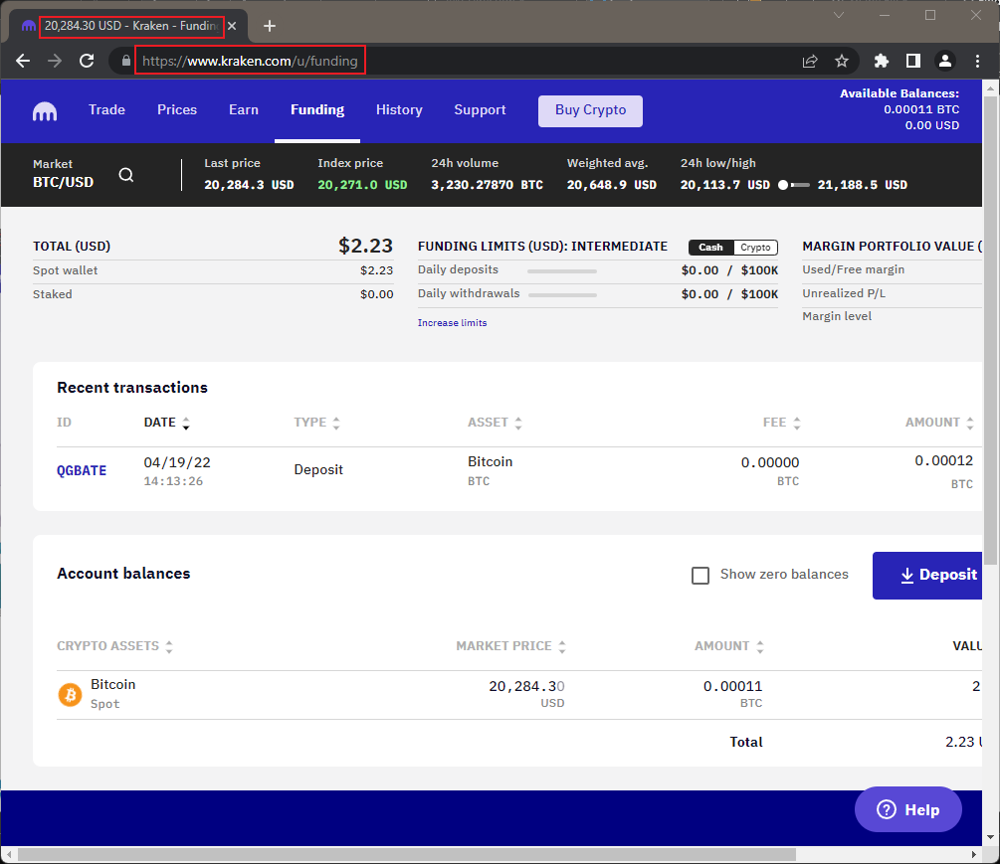 20,284.30 USD - Kraken - Fundin
https://www.kraken.com/u/funding
Trade Prices Earn Funding History Support Buy Crypto
Available Balances:
0.00011 BTC
0.00 USD
Market
BTC/USD
Last price
20,284.3 USD
Index price
20,271.0 USD
24h volume
3,230.27870 BTC
Weighted avg.
20,648.9 USD
24h low/high
20,113.7 USD 21,188.5 USD
TOTAL (USD) $2.23
Spot wallet $2.23
Staked $0.00
FUNDING LIMITS (USD): INTERMEDIATE Cash Crypto
Daily deposits $0.00 / $100K
Daily withdrawals $0.00 / $100K
Increase limits
MARGIN PORTFOLIO VALUE (
Used/Free margin
Unrealized P/L
Margin level
Recent transactions
ID DATE TYPE ASSET FEE AMOUNT
QGBATE 04/19/22 Deposit Bitcoin 0.00000 0.00012
14:13:26 BTC BTC BTC
Account balances Show zero balances Deposit
CRYPTO ASSETS MARKET PRICE AMOUNT VALU
Bitcoin 20,284.30 0.00011 2
Spot USD BTC
Total 2.23 U
Help